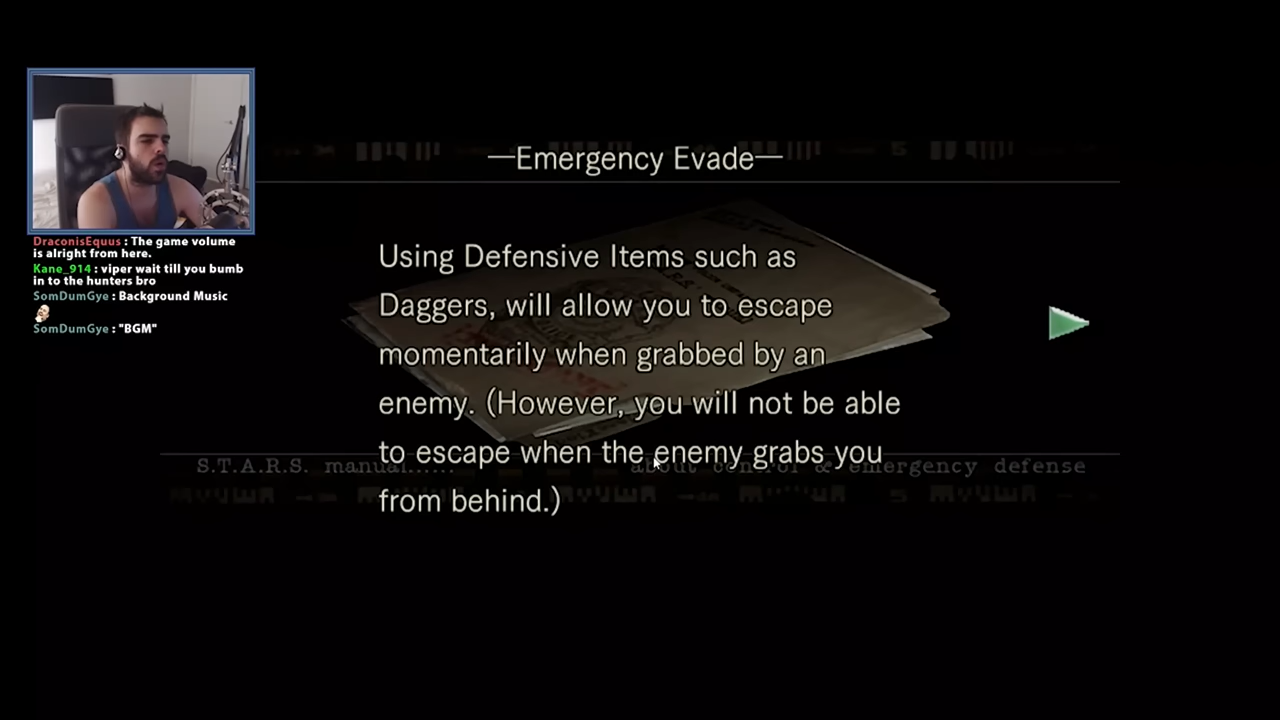 —Emergency Evade—
DraconisEquus : The game volume
is alright from here.
Kane_914 : viper wait till you bumb
in to the hunters bro
SomDumGye : Background Music
SomDumGye : "BGM"
Using Defensive Items such as
Daggers, will allow you to escape
momentarily when grabbed by an
enemy. (However, you will not be able
to escape when the enemy grabs you
from behind.)
S.T.A.R.S. manual...... about control & emergency defense